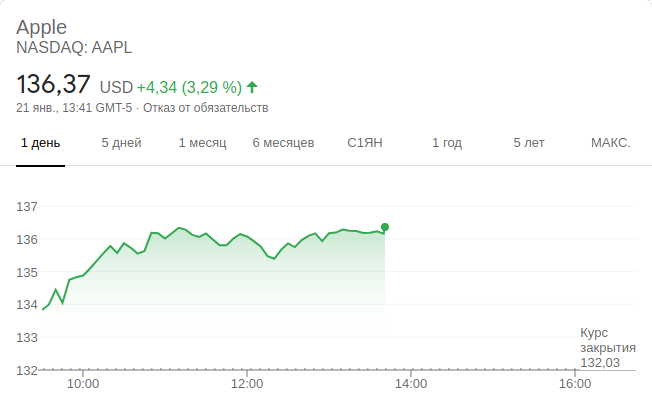 Apple
NASDAQ: AAPL
136,37 USD +4,34 (3,29 %)
21 янв., 13:41 GMT-5 · Отказ от обязательств
1 день 5 дней 1 месяц 6 месяцев С1ЯН 1 год 5 лет МАКС.
137
136
135
134
133
132
Курс
закрытия
132,03
10:00 12:00 14:00 16:00